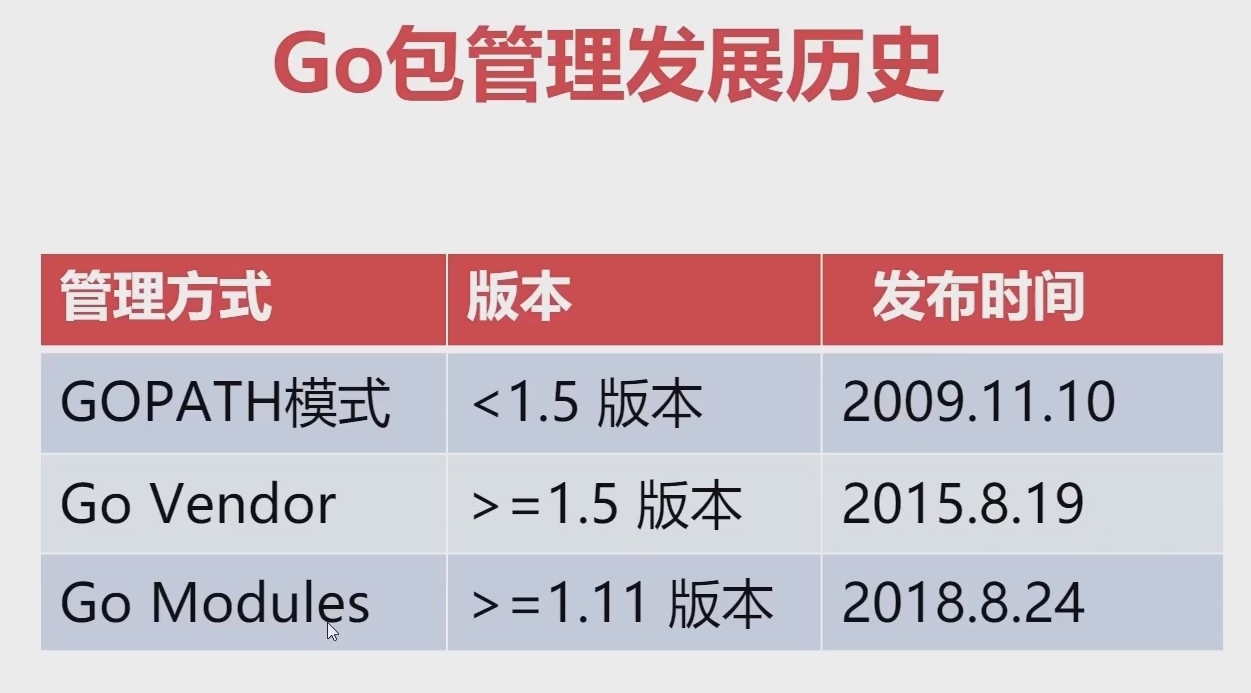 Go包管理发展历史
管理方式 版本 发布时间
GOPATH模式 <1.5 版本 2009.11.10
Go Vendor >=1.5 版本 2015.8.19
Go Modules >=1.11 版本 2018.8.24